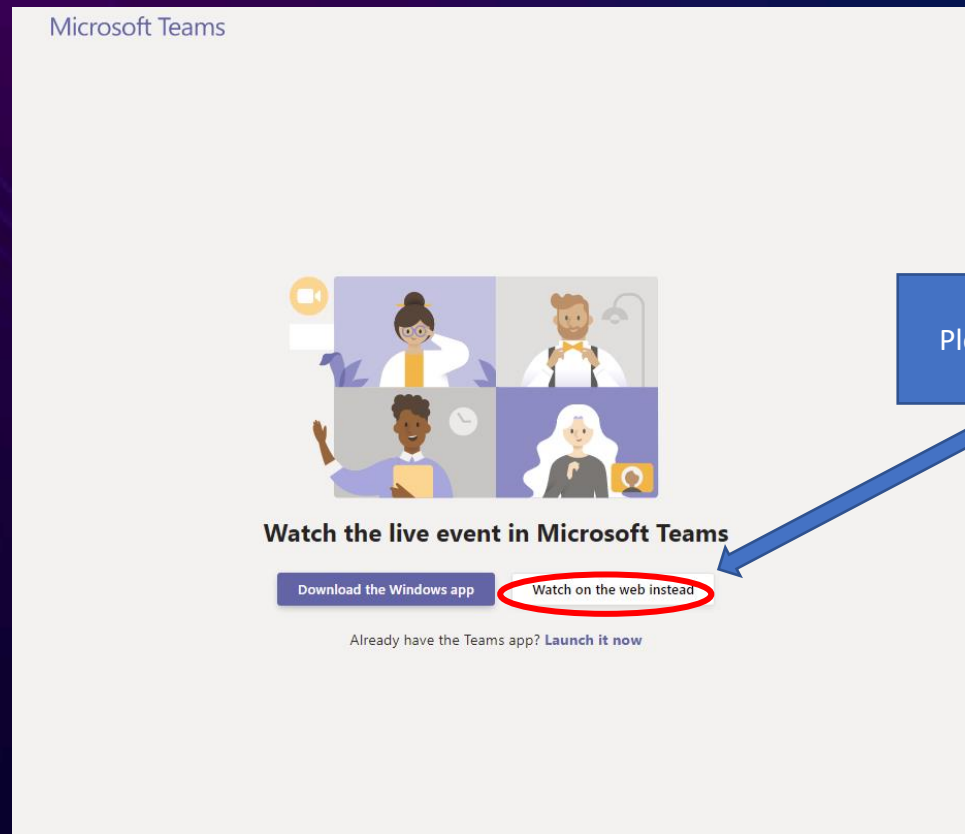 Microsoft Teams
Watch the live event in Microsoft Teams
Download the Windows app
Watch on the web instead
Already have the Teams app? Launch it now